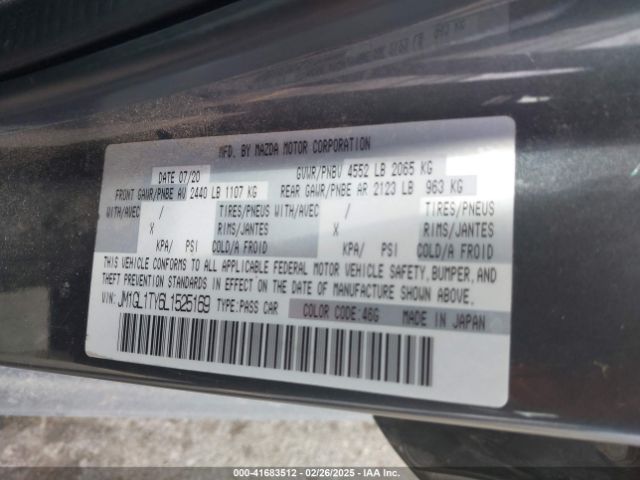 MFD. BY MAZDA MOTOR CORPORATION
DATE 07/20 GVWR/PNBV 4552 LB 2065 KG
FRONT GAWR/PNBE AV 2440 LB 1107 KG REAR GAWR/PNBE AR 2123 LB 963 KG
WITH/AVEC / TIRES/PNEUS WITH/AVEC / TIRES/PNEUS
X RIMS/JANTES X RIMS/JANTES
KPA/ PSI COLD/A FROID KPA/ PSI COLD/A FROID
THIS VEHICLE CONFORMS TO ALL APPLICABLE FEDERAL MOTOR VEHICLE SAFETY, BUMPER, AND
THEFT PREVENTION STANDARDS IN EFFECT ON THE DATE OF MANUFACTURE SHOWN ABOVE.
VIN: JM1GL1TY6L1525169 TYPE:PASS CAR COLOR CODE:46G MADE IN JAPAN
000-41683512 / 02/26/2025 - IAA Inc.